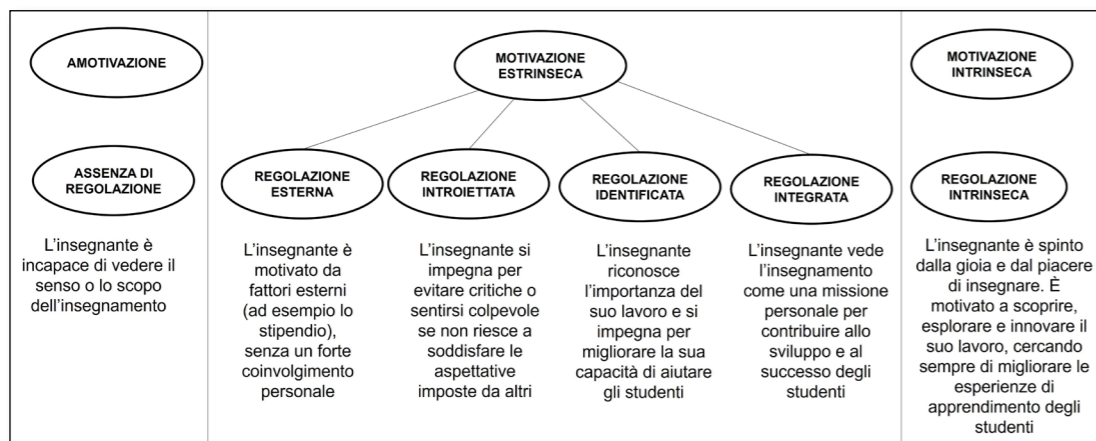 AMOTIVAZIONE
MOTIVAZIONE
ESTRINSECA
MOTIVAZIONE
INTRINSECA
ASSENZA DI
REGOLAZIONE
REGOLAZIONE
ESTERNA
REGOLAZIONE
INTROIETTATA
REGOLAZIONE
IDENTIFICATA
REGOLAZIONE
INTEGRATA
REGOLAZIONE
INTRINSECA
L'insegnante è
incapace di vedere il
senso o lo scopo
dell'insegnamento
L'insegnante è
motivato da
fattori esterni
(ad esempio lo
stipendio),
senza un forte
coinvolgimento
personale
L'insegnante si
impegna per
evitare critiche o
sentirsi colpevole
se non riesce a
soddisfare le
aspettative
imposte da altri
L'insegnante
riconosce
l'importanza del
suo lavoro e si
impegna per
migliorare la sua
capacità di aiutare
gli studenti
L'insegnante vede
l'insegnamento
come una missione
personale per
contribuire allo
sviluppo e al
successo degli
studenti
L'insegnante è spinto
dalla gioia e dal piacere
di insegnare. È
motivato a scoprire,
esplorare e innovare il
suo lavoro, cercando
sempre di migliorare le
esperienze di
apprendimento degli
studenti